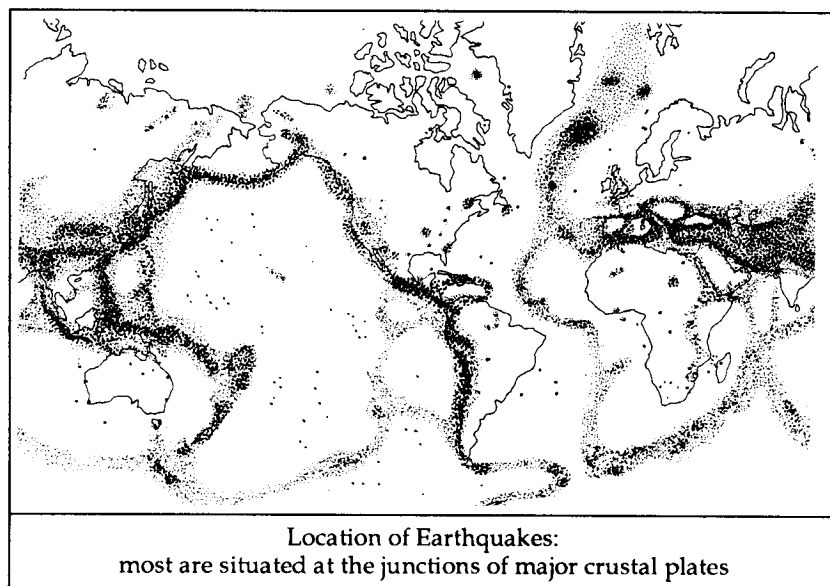 Location of Earthquakes:
most are situated at the junctions of major crustal plates